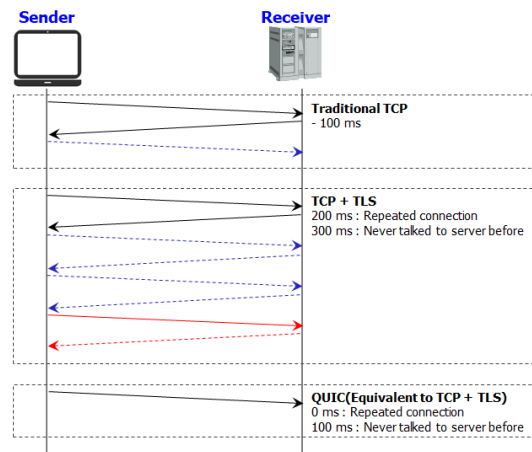 Sender
Receiver
Traditional TCP
- 100 ms
TCP + TLS
200 ms : Repeated connection
300 ms : Never talked to server before
QUIC(Equivalent to TCP + TLS)
0 ms : Repeated connection
100 ms : Never talked to server before